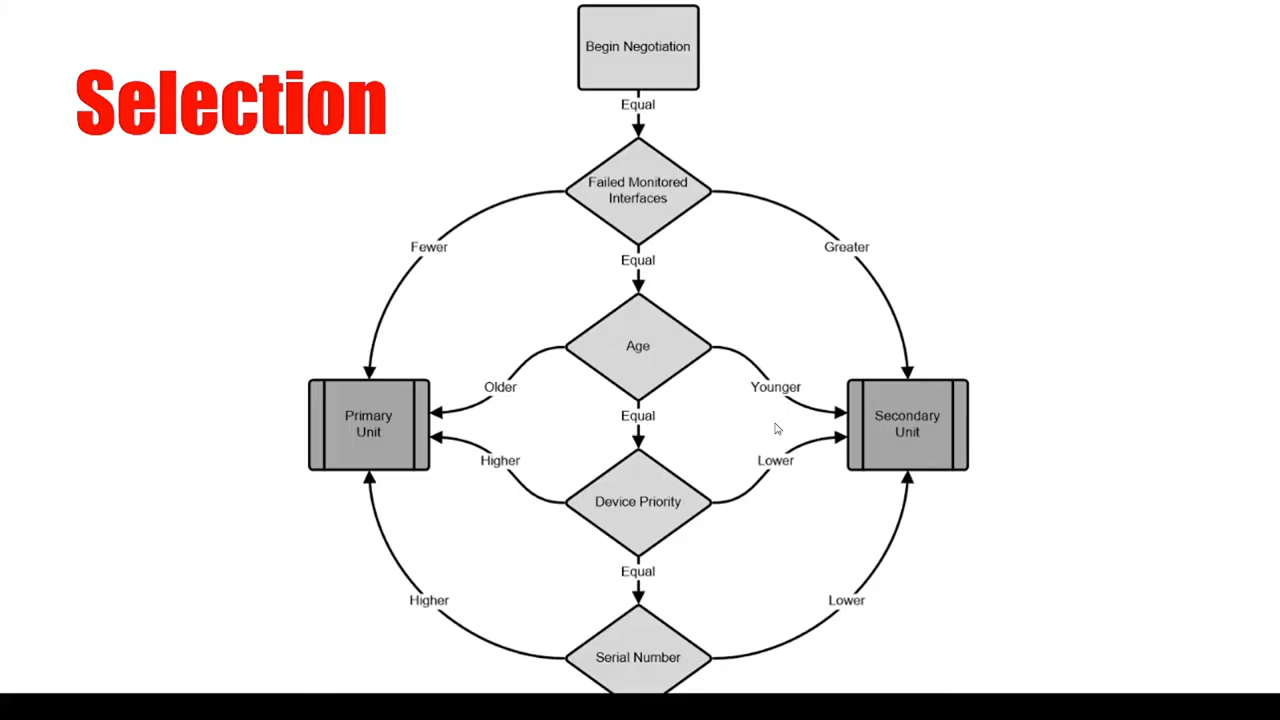 Begin Negotiation
Selection
Equal
Failed Monitored
Interfaces
Fewer
Greater
Equal
Age
Older
Younger
Primary
Unit
Equal
Secondary
Unit
Higher
Lower
Device Priority
Equal
Higher
Lower
Serial Number